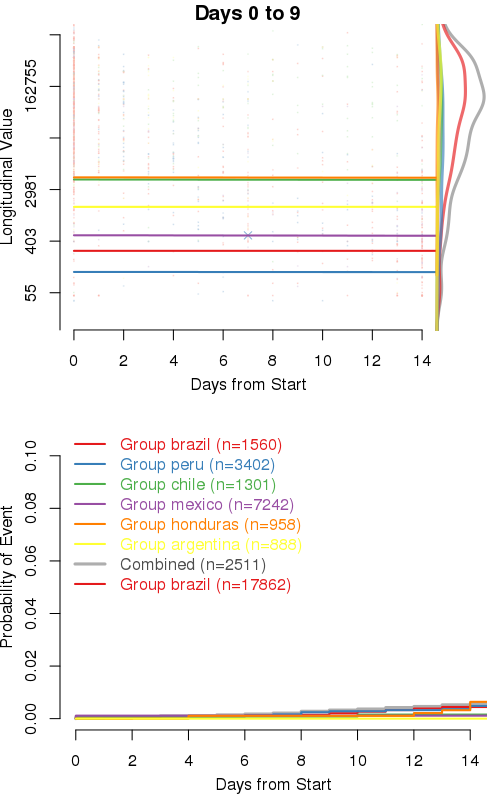 Days 0 to 9
Longitudinal Value
162755
2981
403
55
0 2 4 6 8 10 12 14
Days from Start
Probability of Event
0.10
0.08
0.06
0.04
0.02
0.00
Group brazil (n=1560)
Group peru (n=3402)
Group chile (n=1301)
Group mexico (n=7242)
Group honduras (n=958)
Group argentina (n=888)
Combined (n=2511)
Group brazil (n=17862)
0 2 4 6 8 10 12 14
Days from Start